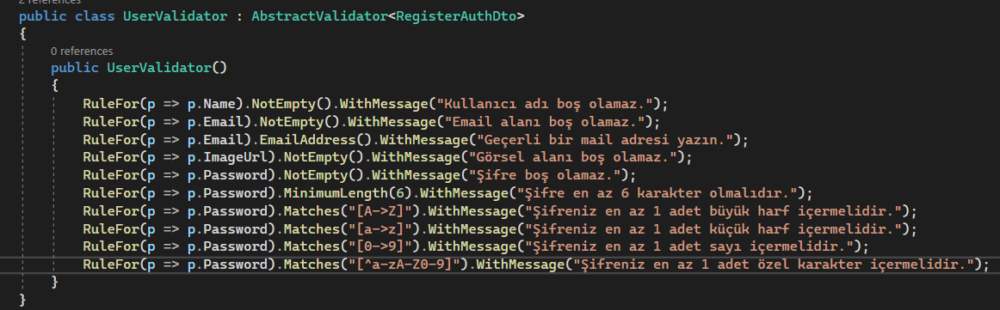 2 references
public class UserValidator : AbstractValidator<RegisterAuthDto>
{
0 references
public UserValidator()
{
RuleFor(p => p.Name).NotEmpty().WithMessage("Kullanıcı adı boş olamaz.");
RuleFor(p => p.Email).NotEmpty().WithMessage("Email alanı boş olamaz.");
RuleFor(p => p.Email).EmailAddress().WithMessage("Geçerli bir mail adresi yazın.");
RuleFor(p => p.ImageUrl).NotEmpty().WithMessage("Görsel alanı boş olamaz.");
RuleFor(p => p.Password).NotEmpty().WithMessage("Şifre boş olamaz.");
RuleFor(p => p.Password).MinimumLength(6).WithMessage("Şifre en az 6 karakter olmalıdır.");
RuleFor(p => p.Password).Matches("[A->Z]").WithMessage("Şifreniz en az 1 adet büyük harf içermelidir.");
RuleFor(p => p.Password).Matches("[a->z]").WithMessage("Şifreniz en az 1 adet küçük harf içermelidir.");
RuleFor(p => p.Password).Matches("[0->9]").WithMessage("Şifreniz en az 1 adet sayı içermelidir.");
RuleFor(p => p.Password).Matches("[^a-zA-Z0-9]").WithMessage("Şifreniz en az 1 adet özel karakter içermelidir.");
}
}